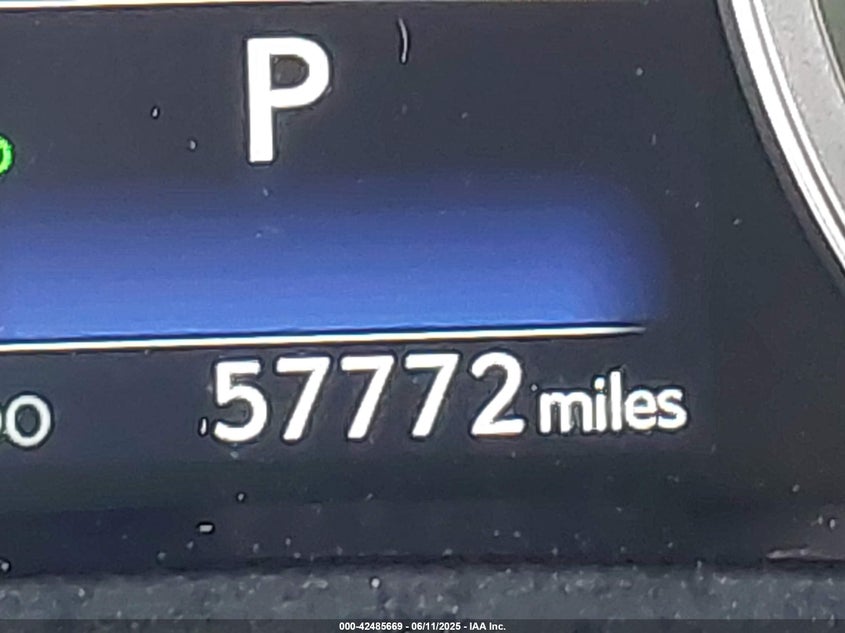 P
57772 miles
000-42485669 - 06/11/2025 - IAA Inc.